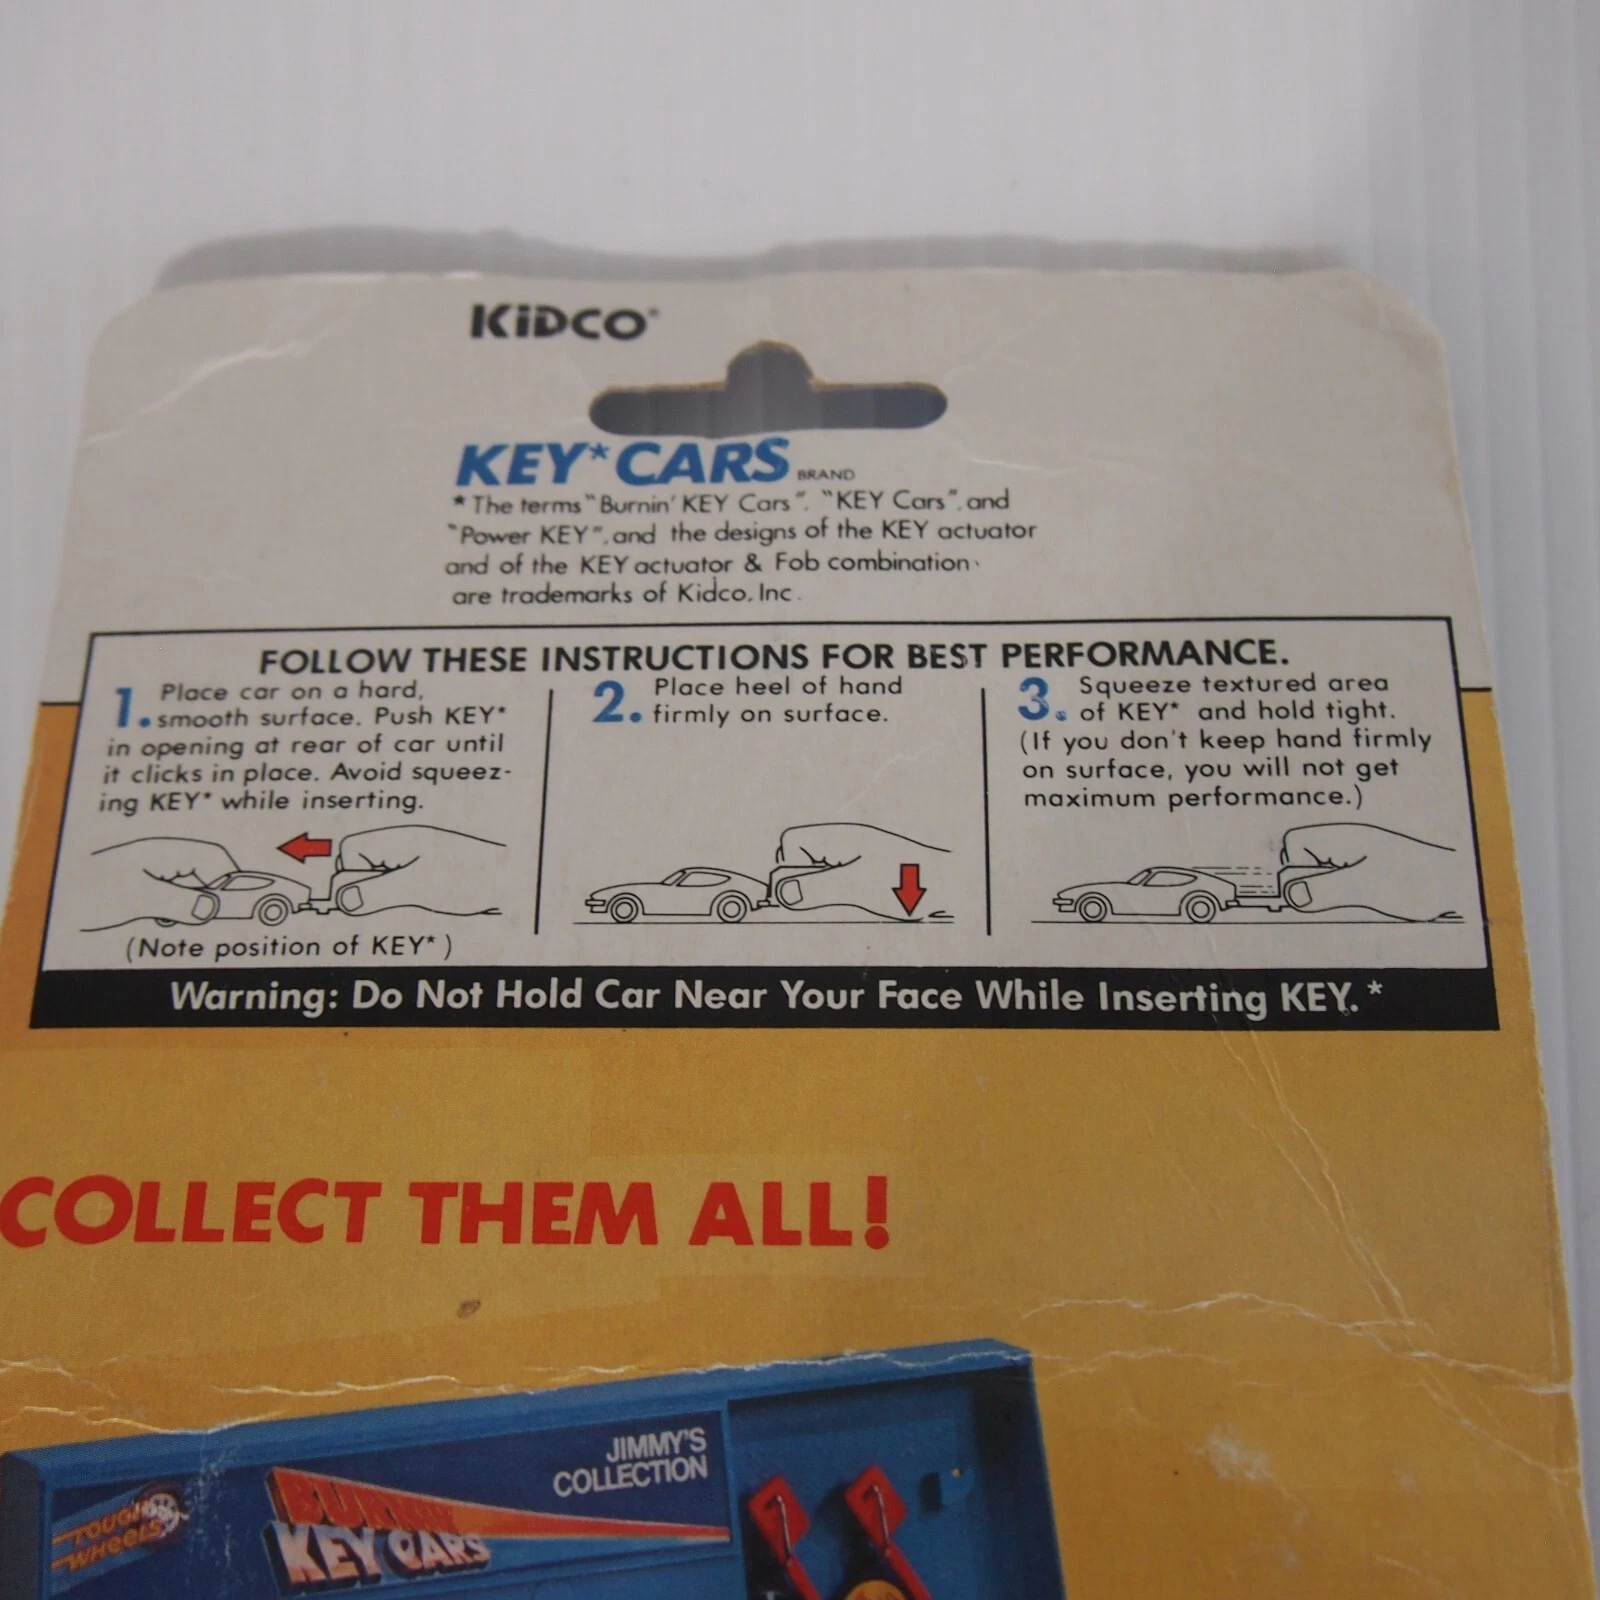 KiDCO®
KEY*CARS BRAND
* The terms "Burnin' KEY Cars", "KEY Cars", and
"Power KEY", and the designs of the KEY actuator
and of the KEY actuator & Fob combination
are trademarks of Kidco, Inc.
FOLLOW THESE INSTRUCTIONS FOR BEST PERFORMANCE.
1. Place car on a hard,
smooth surface. Push KEY*
in opening at rear of car until
it clicks in place. Avoid squeez-
ing KEY* while inserting.
(Note position of KEY*)
2. Place heel of hand
firmly on surface.
3. Squeeze textured area
of KEY* and hold tight.
(If you don't keep hand firmly
on surface, you will not get
maximum performance.)
Warning: Do Not Hold Car Near Your Face While Inserting KEY.*
COLLECT THEM ALL!
JIMMY'S
COLLECTION
TOUGH
WHEELS
BURNIN'
KEY CARS